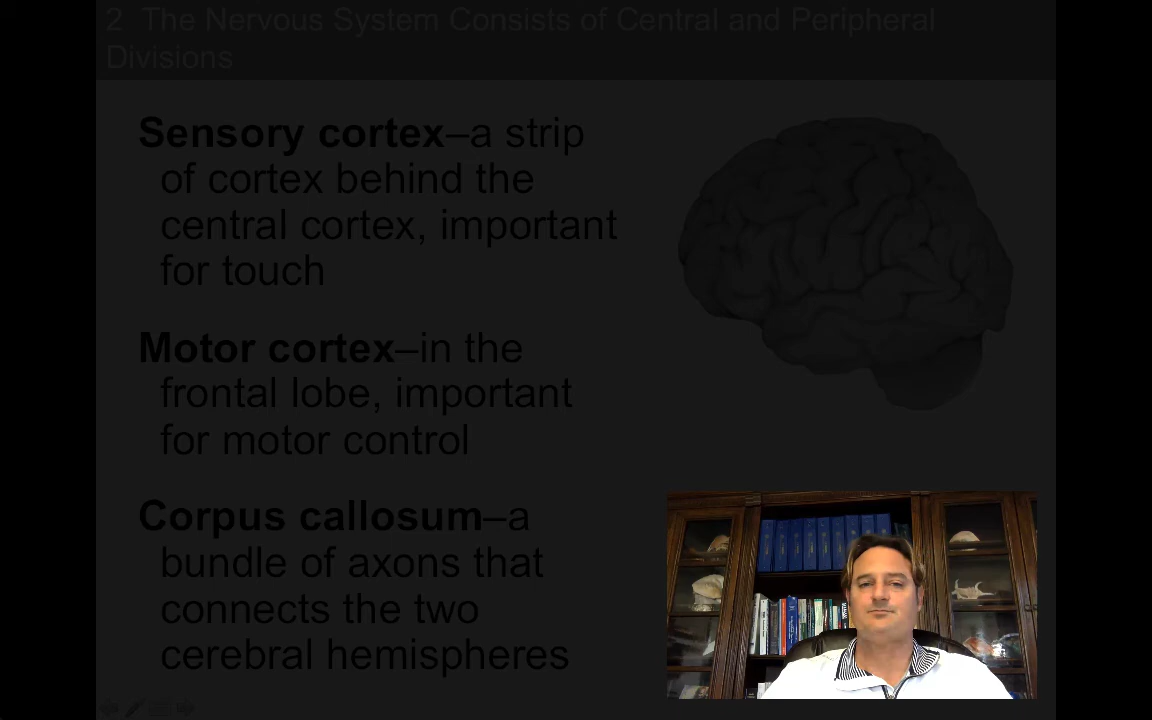 2  The Nervous System Consists of Central and Peripheral
Divisions
Sensory cortex–a strip
of cortex behind the
central cortex, important
for touch
Motor cortex–in the
frontal lobe, important
for motor control
Corpus callosum–a
bundle of axons that
connects the two
cerebral hemispheres